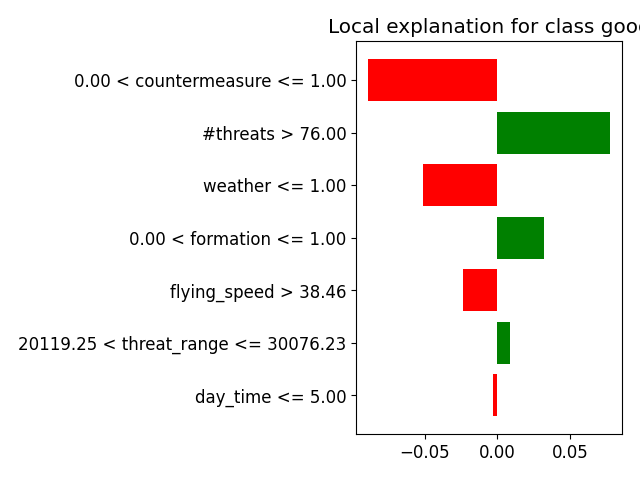 Local explanation for class good
0.00 < countermeasure <= 1.00
#threats > 76.00
weather <= 1.00
0.00 < formation <= 1.00
flying_speed > 38.46
20119.25 < threat_range <= 30076.23
day_time <= 5.00
−0.05 0.00 0.05